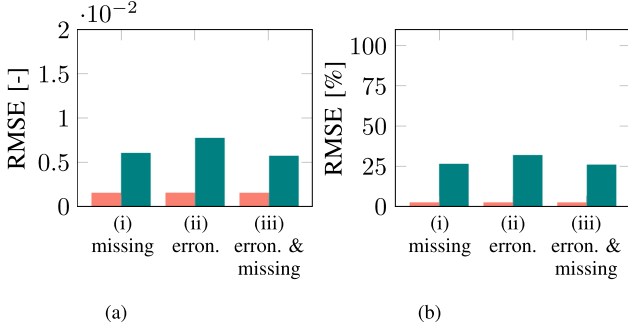 ·10⁻²
2
1.5
1
0.5
0
RMSE [-]
(i)
missing
(ii)
erron.
(iii)
erron. &
missing
(a)
100
75
50
25
0
RMSE [%]
(i)
missing
(ii)
erron.
(iii)
erron. &
missing
(b)